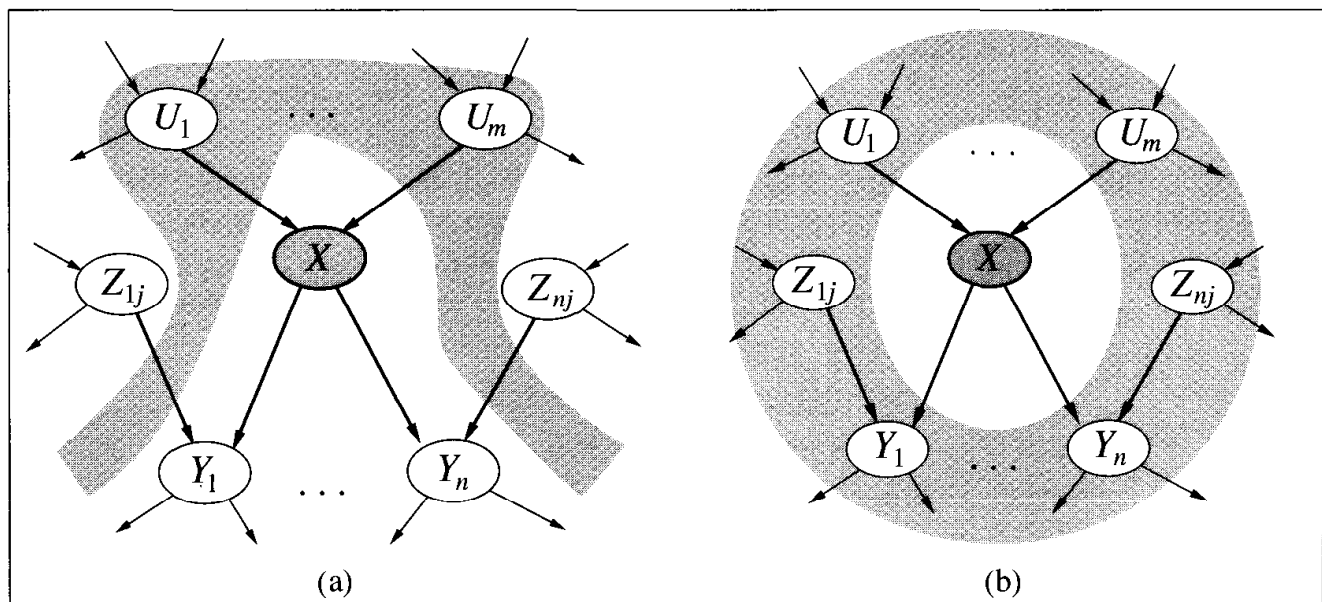 U₁ . . . Uₘ
X
Z₁ⱼ Zₙⱼ
Y₁ . . . Yₙ
(a)
U₁ . . . Uₘ
X
Z₁ⱼ Zₙⱼ
Y₁ . . . Yₙ
(b)